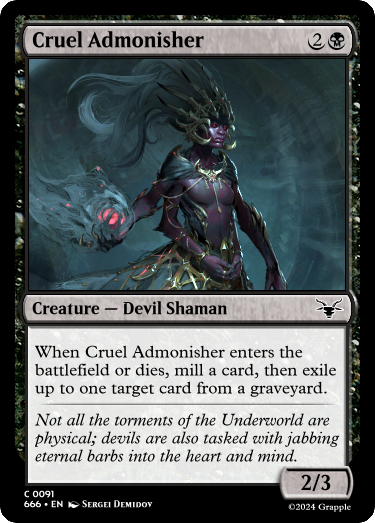 Cruel Admonisher 2
Creature — Devil Shaman
When Cruel Admonisher enters the
battlefield or dies, mill a card, then exile
up to one target card from a graveyard.
Not all the torments of the Underworld are
physical; devils are also tasked with jabbing
eternal barbs into the heart and mind.
2/3
C 0091
666 • EN Sergei Demidov
©2024 Grapple